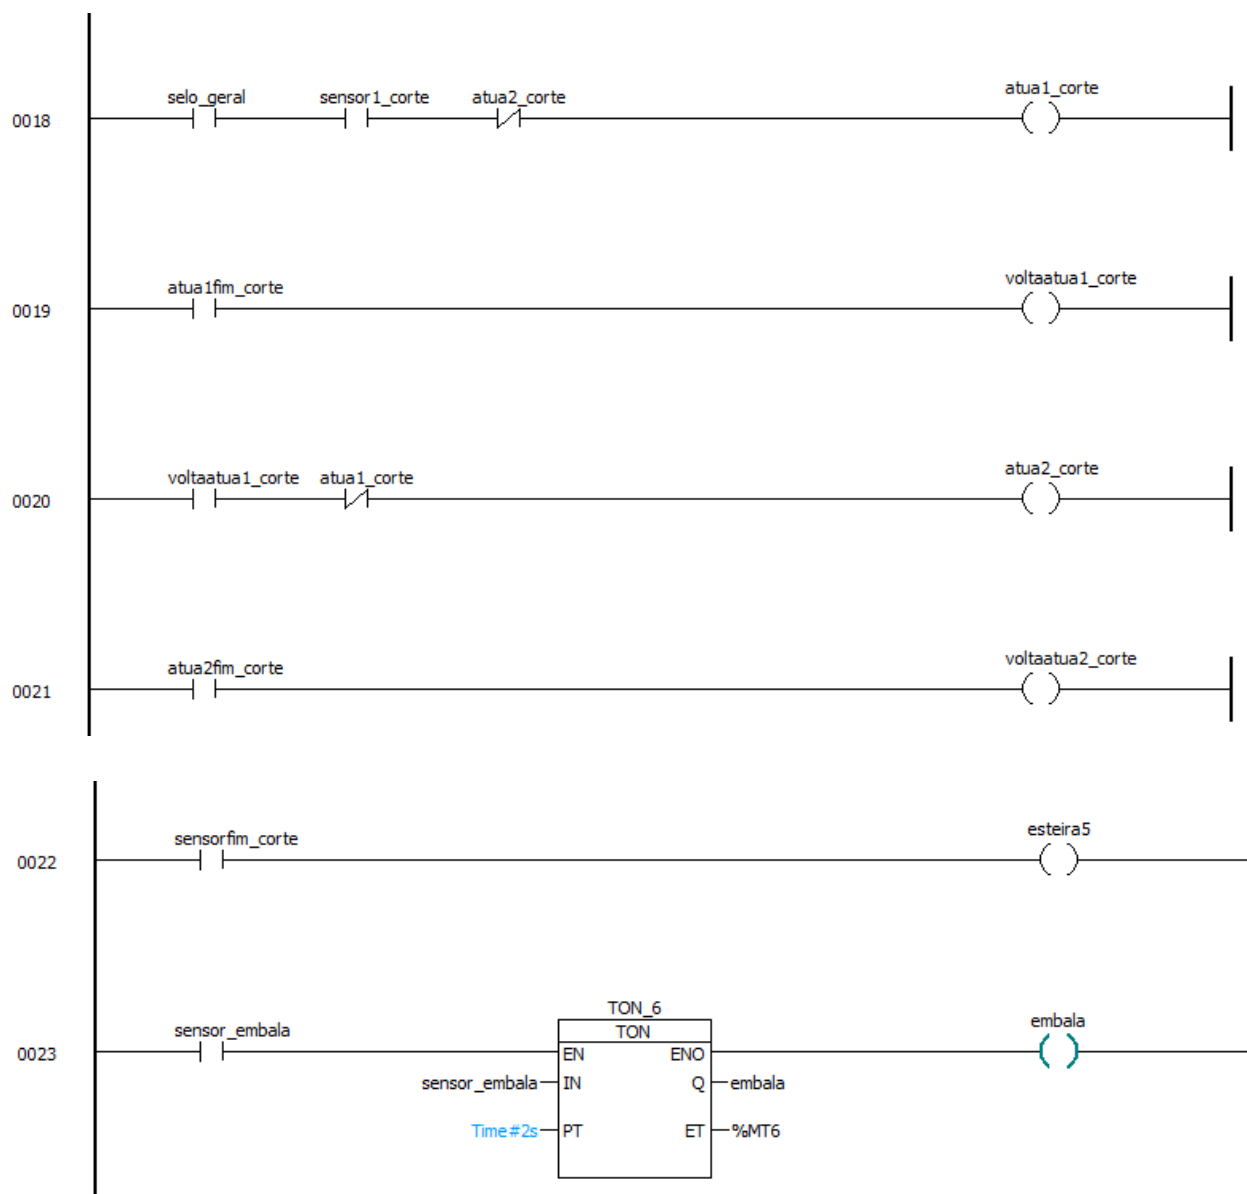 selo_geral sensor1_corte atua2_corte atua1_corte
0018
atua1fim_corte voltaatua1_corte
0019
voltaatua1_corte atua1_corte atua2_corte
0020
atua2fim_corte voltaatua2_corte
0021
sensorfim_corte esteira5
0022
TON_6
sensor_embala TON embala
0023 EN ENO
sensor_embala IN Q embala
Time#2s PT ET %MT6